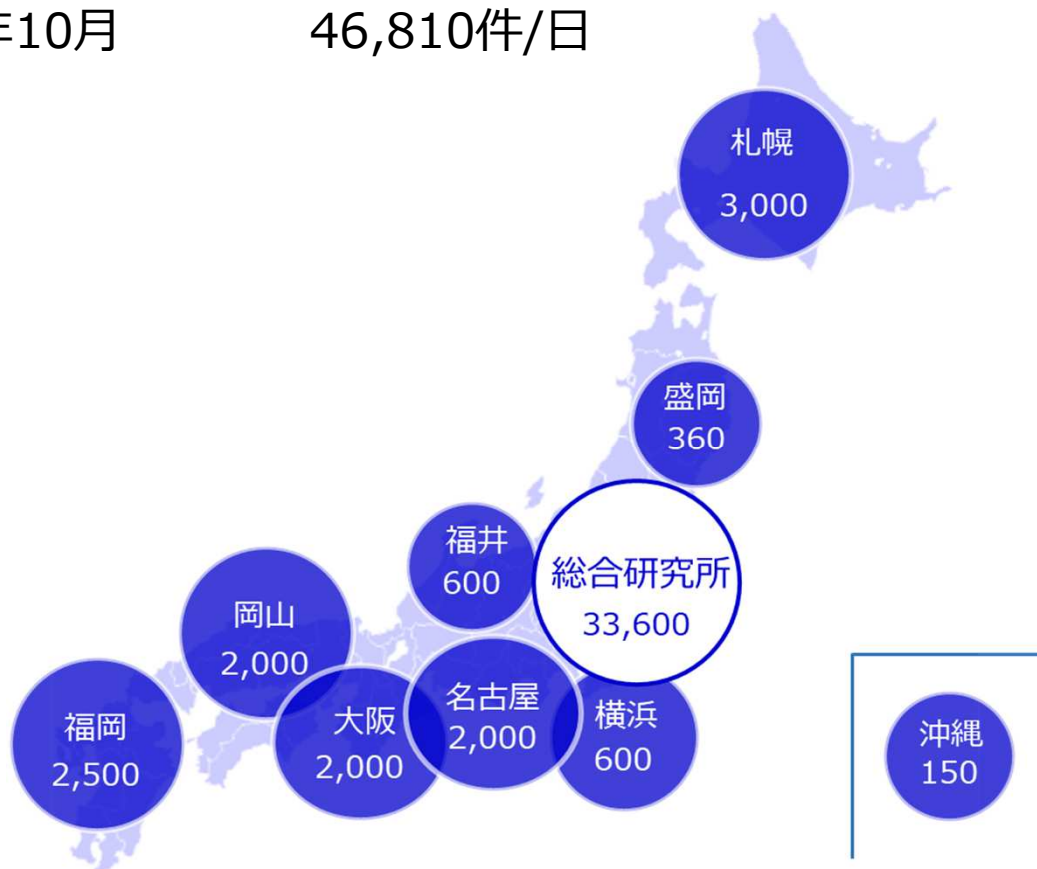 年10月 46,810件/日
札幌
3,000
盛岡
360
福井
600
総合研究所
33,600
岡山
2,000
名古屋
2,000
横浜
600
福岡
2,500
大阪
2,000
沖縄
150